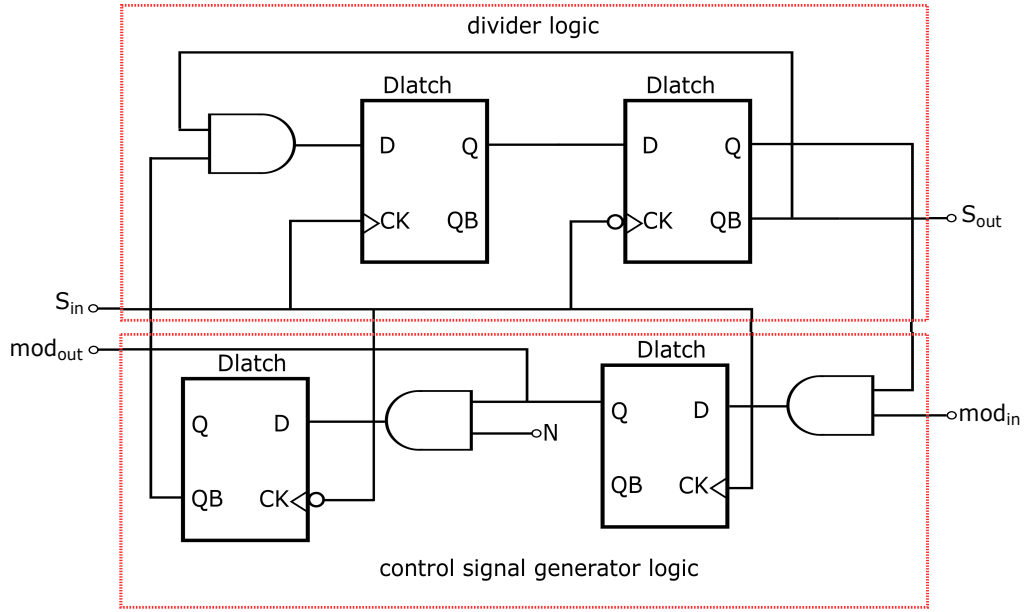 divider logic
Dlatch
Dlatch
D
Q
D
Q
CK
QB
CK
QB
Sout
Sin
modout
Dlatch
Dlatch
Q
D
Q
D
modin
N
QB
CK
QB
CK
control signal generator logic